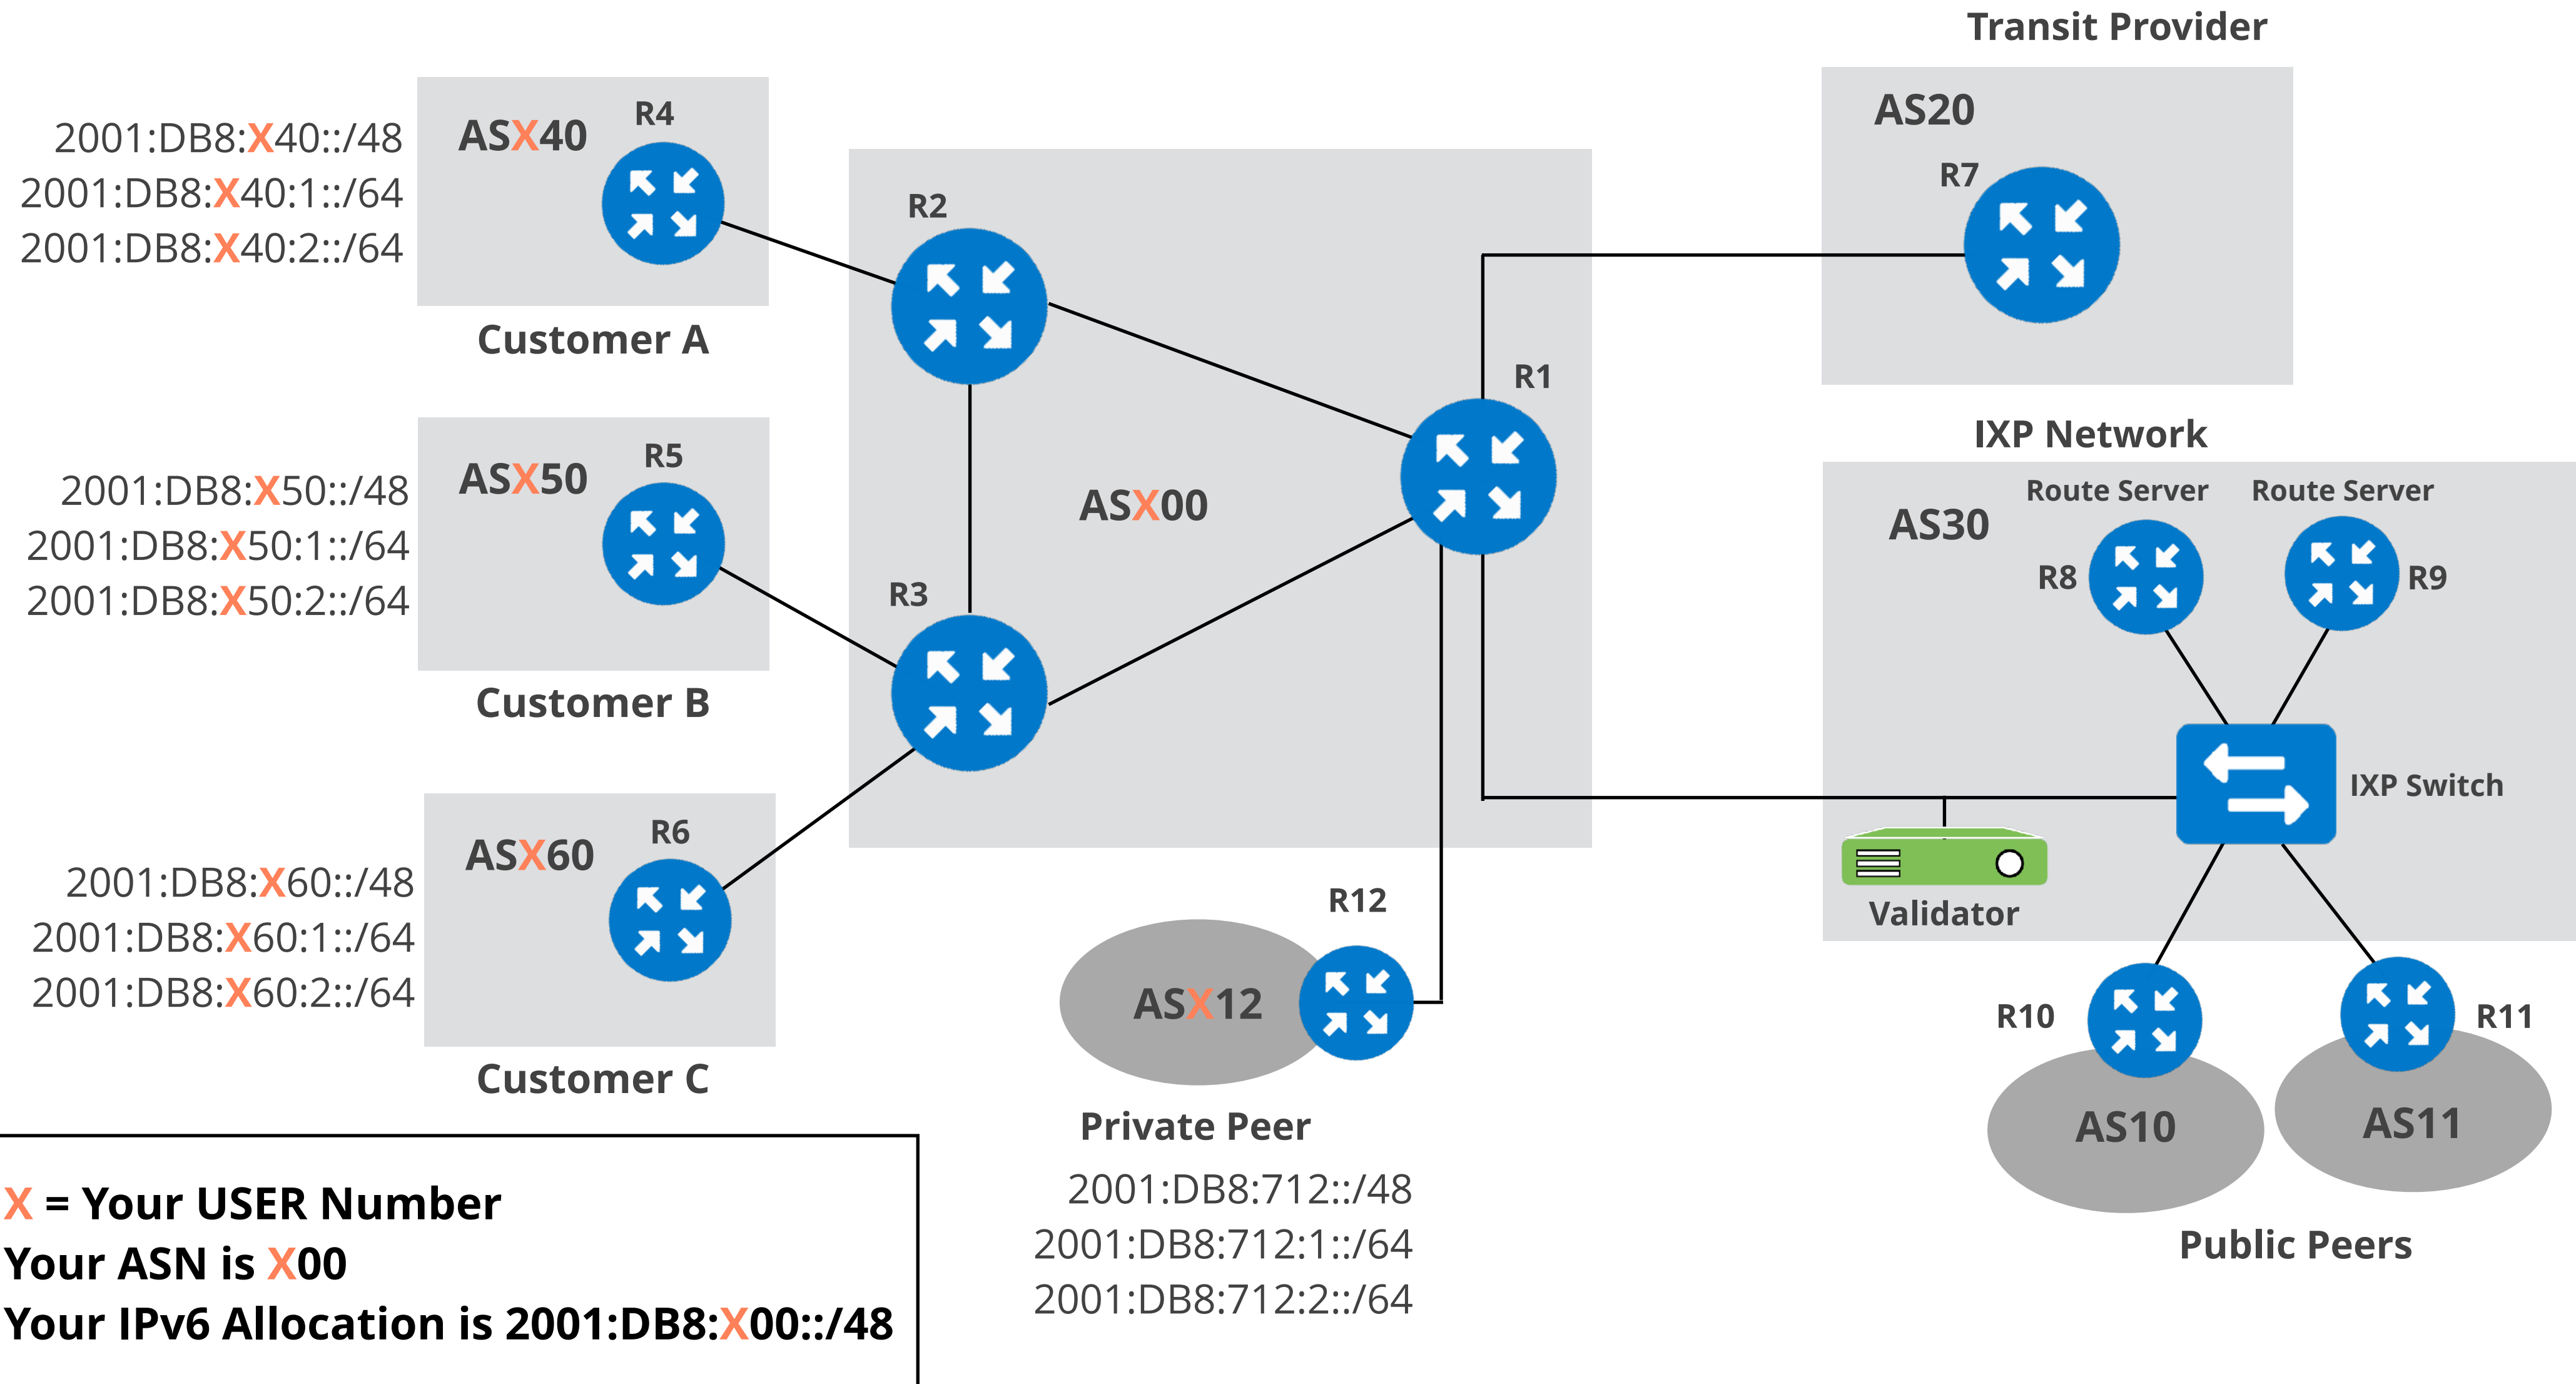 Transit Provider
AS20
R7
ASX40
R4
2001:DB8:X40::/48
2001:DB8:X40:1::/64
2001:DB8:X40:2::/64
Customer A
R2
R1
ASX00
R3
ASX50
R5
2001:DB8:X50::/48
2001:DB8:X50:1::/64
2001:DB8:X50:2::/64
Customer B
IXP Network
Route Server
Route Server
AS30
R8
R9
IXP Switch
Validator
ASX60
R6
2001:DB8:X60::/48
2001:DB8:X60:1::/64
2001:DB8:X60:2::/64
Customer C
R12
ASX12
Private Peer
2001:DB8:712::/48
2001:DB8:712:1::/64
2001:DB8:712:2::/64
R10
R11
AS10
AS11
Public Peers
X = Your USER Number
Your ASN is X00
Your IPv6 Allocation is 2001:DB8:X00::/48